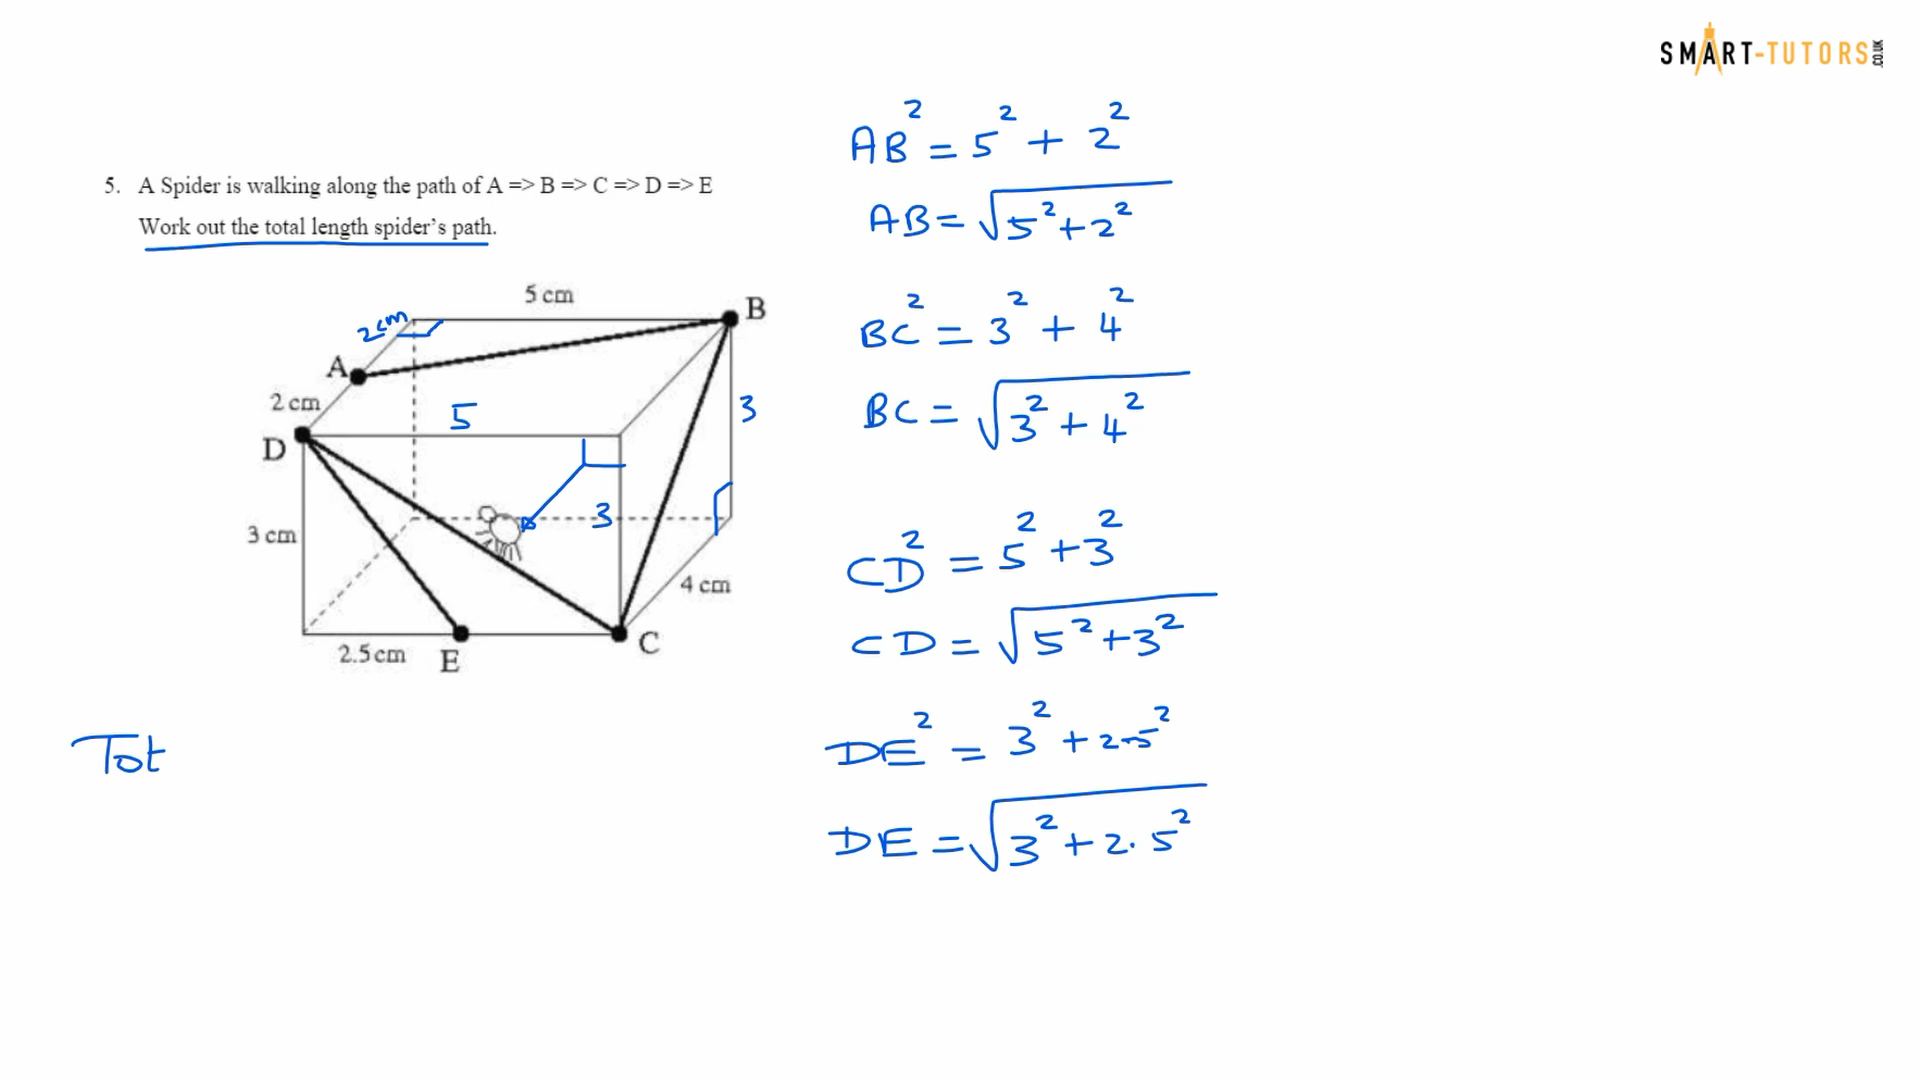 SMART-TUTORS.CO.UK
5. A Spider is walking along the path of A => B => C => D => E
Work out the total length spider's path.
5 cm
B
2cm
A
2 cm
5
3
D
3 cm
3
4 cm
C
2.5 cm
E
Tot
AB² = 5² + 2²
AB = √5²+2²
BC² = 3² + 4²
BC = √3² + 4²
CD² = 5² + 3²
CD = √5² + 3²
DE² = 3² + 2.5²
DE = √3² + 2.5²